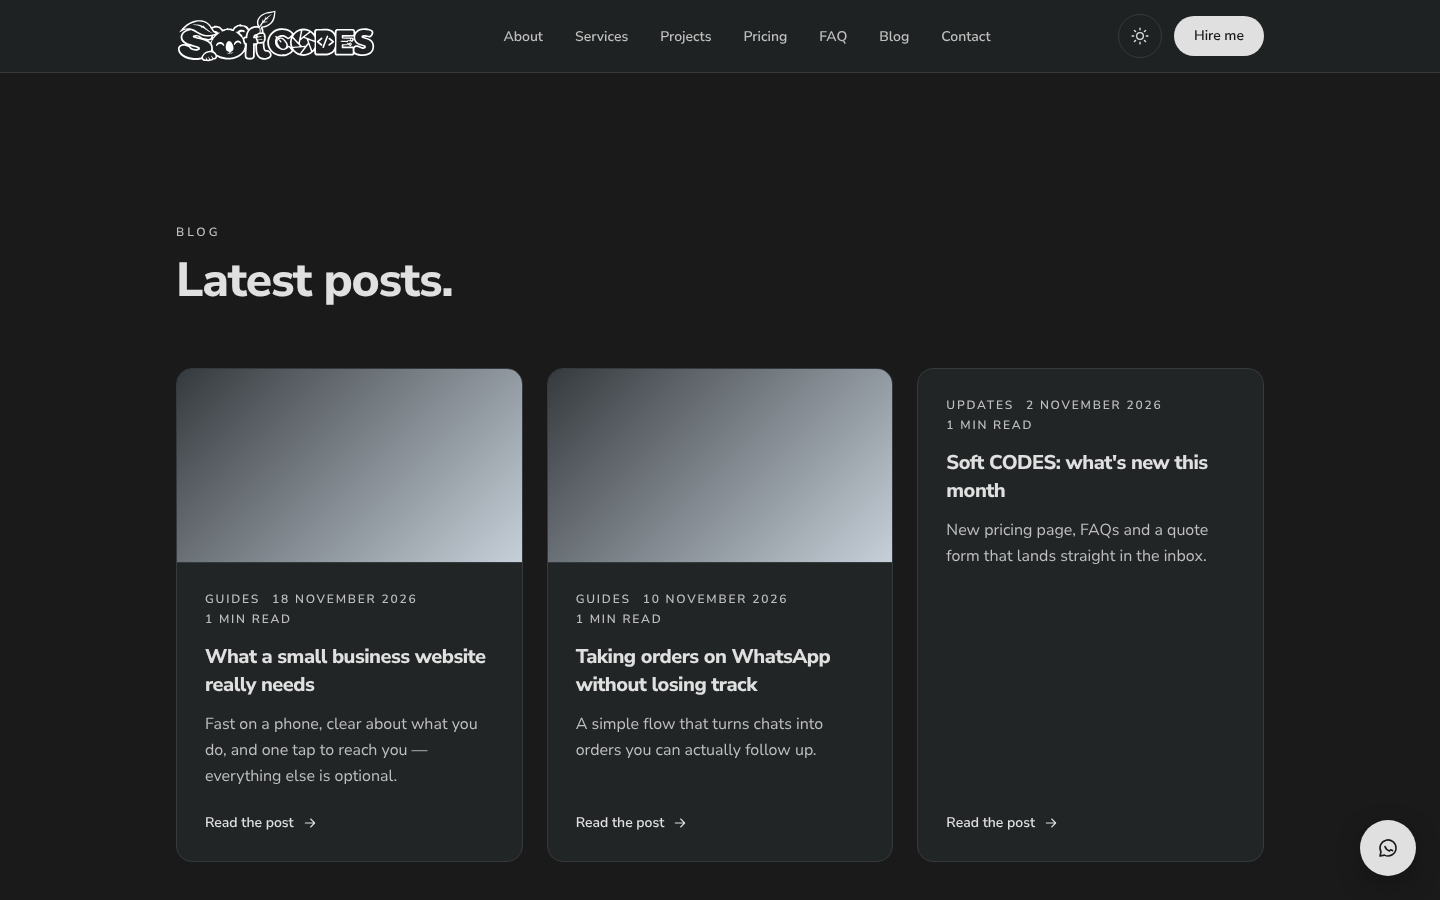 Soft CODES
About
Services
Projects
Pricing
FAQ
Blog
Contact
Hire me
BLOG
Latest posts.
GUIDES 18 NOVEMBER 2026
1 MIN READ
What a small business website
really needs
Fast on a phone, clear about what you
do, and one tap to reach you —
everything else is optional.
Read the post →
GUIDES 10 NOVEMBER 2026
1 MIN READ
Taking orders on WhatsApp
without losing track
A simple flow that turns chats into
orders you can actually follow up.
Read the post →
UPDATES 2 NOVEMBER 2026
1 MIN READ
Soft CODES: what's new this
month
New pricing page, FAQs and a quote
form that lands straight in the inbox.
Read the post →